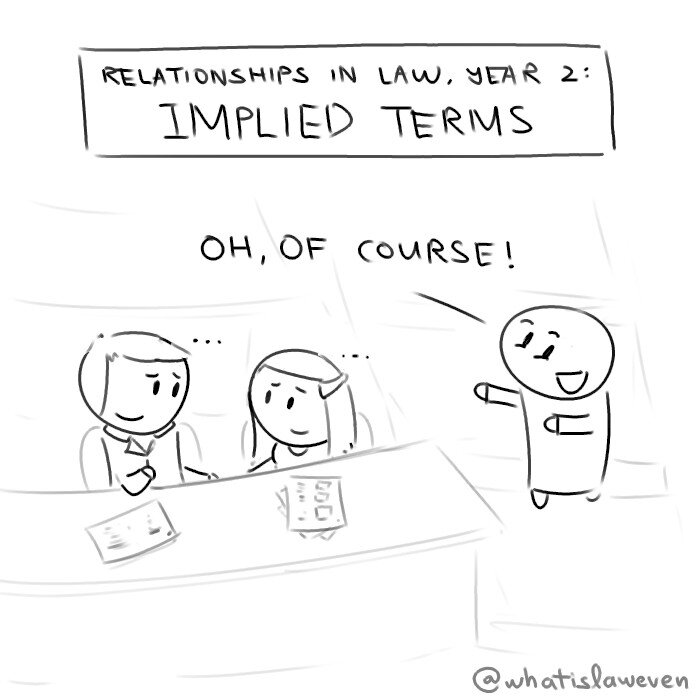 RELATIONSHIPS IN LAW, YEAR 2:
IMPLIED TERMS
OH, OF COURSE!
...
...
@whatislaweven